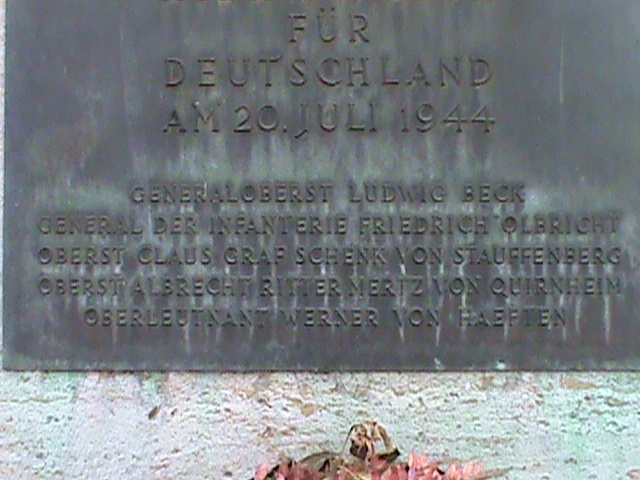 FÜR
DEUTSCHLAND
AM 20. JULI 1944
GENERALOBERST LUDWIG BECK
GENERAL DER INFANTERIE FRIEDRICH OLBRICHT
OBERST CLAUS GRAF SCHENK VON STAUFFENBERG
OBERST ALBRECHT RITTER MERTZ VON QUIRNHEIM
OBERLEUTNANT WERNER VON HAEFTEN